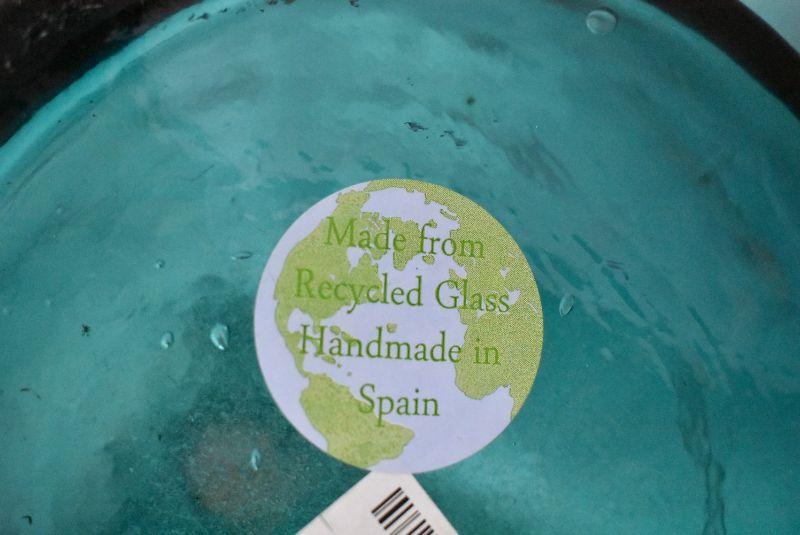 Made from
Recycled Glass
Handmade in
Spain